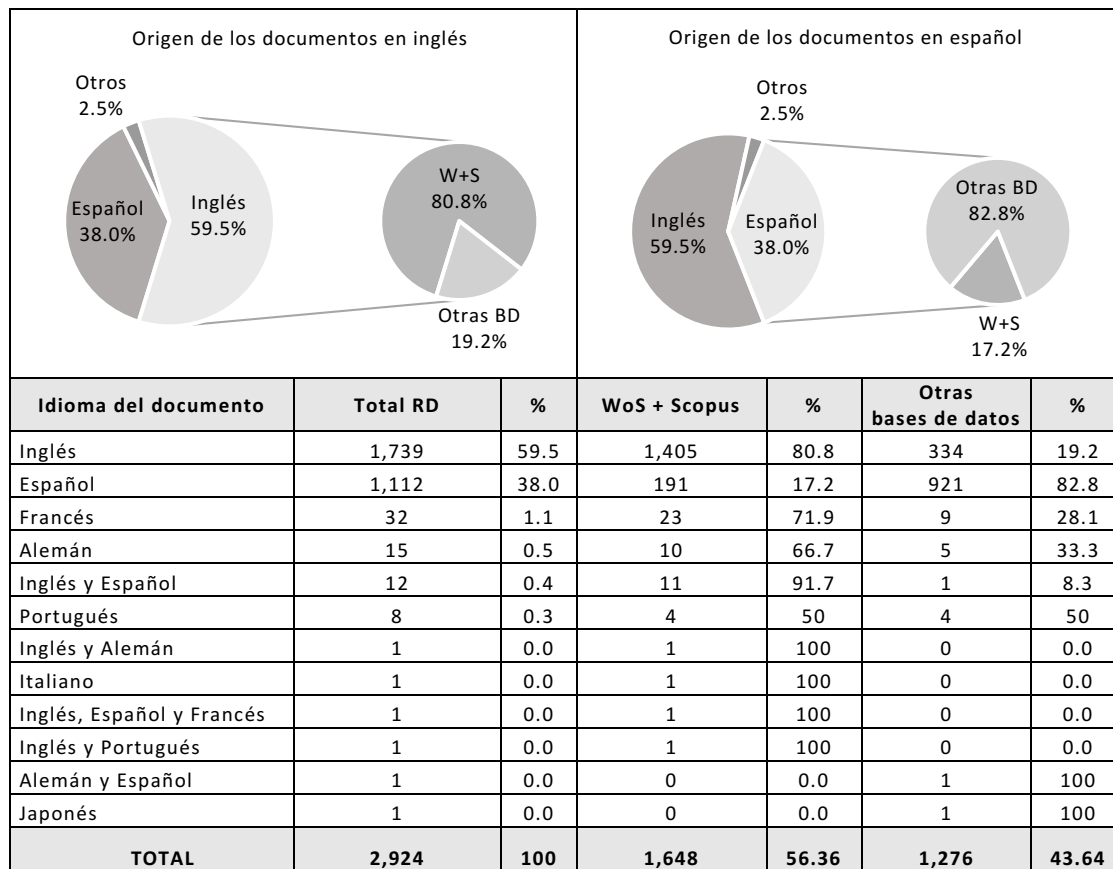 Origen de los documentos en inglés
Otros
2.5%
Español
38.0%
Inglés
59.5%
W+S
80.8%
Otras BD
19.2%
Origen de los documentos en español
Otros
2.5%
Inglés
59.5%
Español
38.0%
Otras BD
82.8%
W+S
17.2%
Idioma del documento Total RD % WoS + Scopus % Otras bases de datos %
Inglés 1,739 59.5 1,405 80.8 334 19.2
Español 1,112 38.0 191 17.2 921 82.8
Francés 32 1.1 23 71.9 9 28.1
Alemán 15 0.5 10 66.7 5 33.3
Inglés y Español 12 0.4 11 91.7 1 8.3
Portugués 8 0.3 4 50 4 50
Inglés y Alemán 1 0.0 1 100 0 0.0
Italiano 1 0.0 1 100 0 0.0
Inglés, Español y Francés 1 0.0 1 100 0 0.0
Inglés y Portugués 1 0.0 1 100 0 0.0
Alemán y Español 1 0.0 0 0.0 1 100
Japonés 1 0.0 0 0.0 1 100
TOTAL 2,924 100 1,648 56.36 1,276 43.64